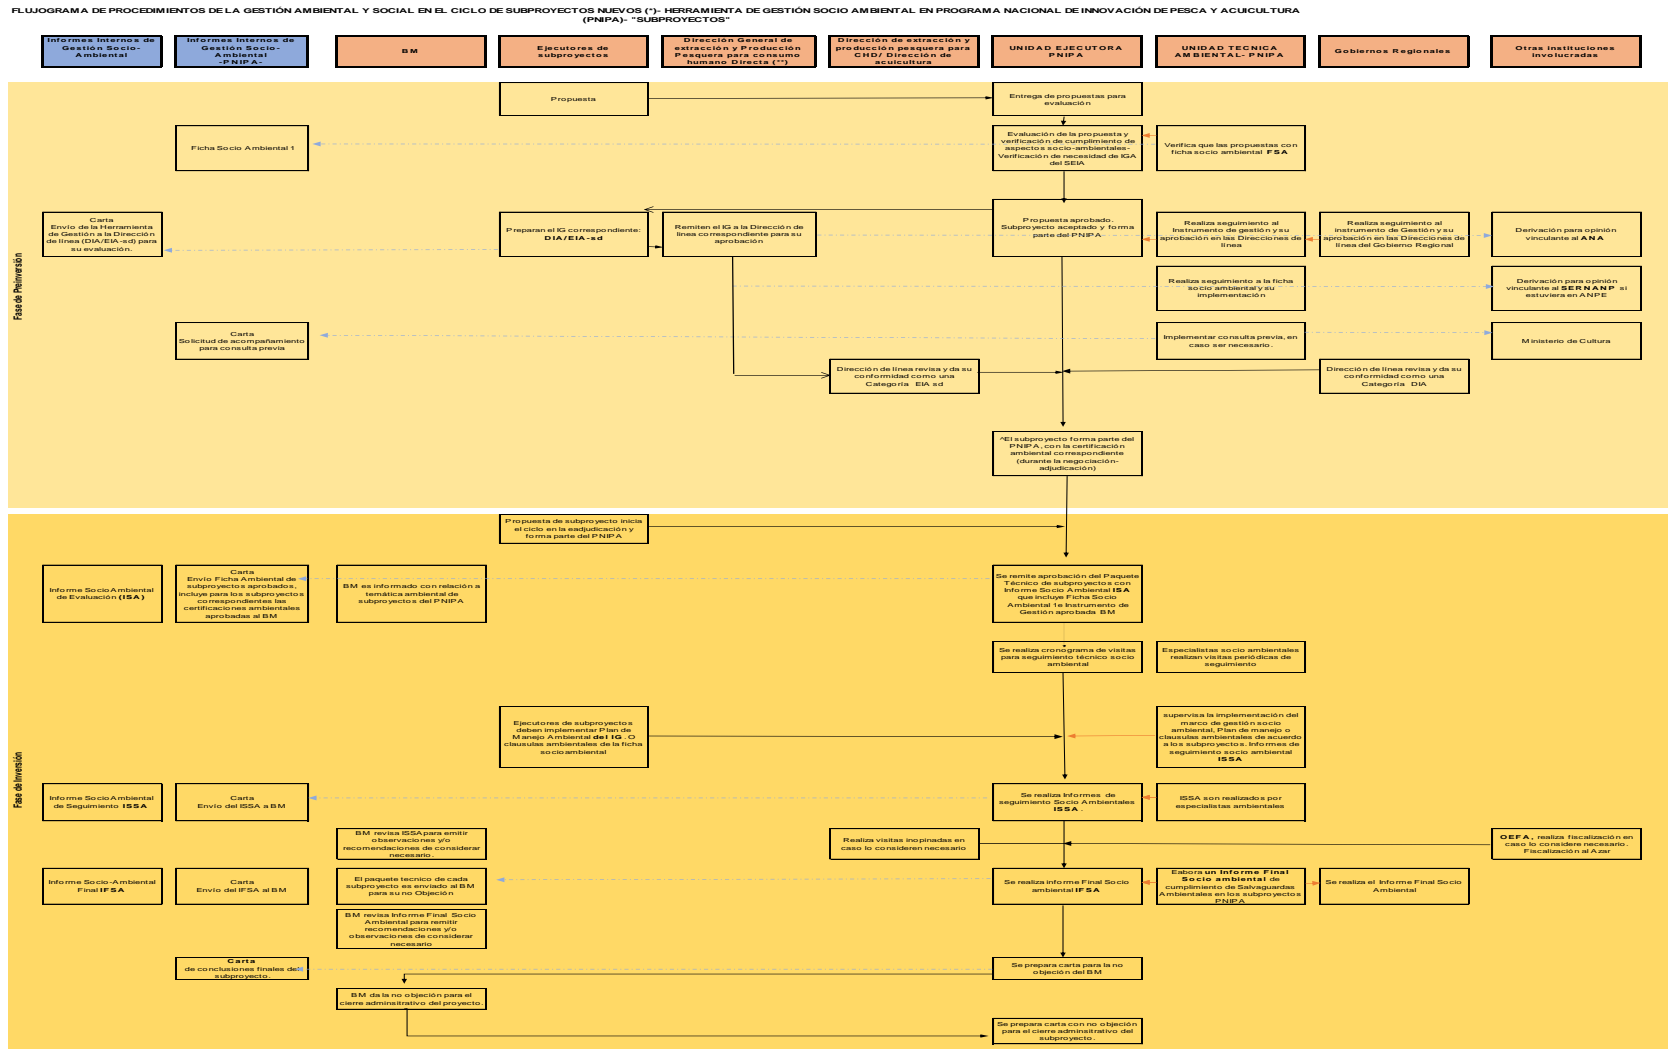 FLUJOGRAMA DE PROCEDIMIENTOS DE LA GESTIÓN AMBIENTAL Y SOCIAL EN EL CICLO DE SUBPROYECTOS NUEVOS (*)- HERRAMIENTA DE GESTIÓN SOCIO AMBIENTAL EN PROGRAMA NACIONAL DE INNOVACIÓN DE PESCA Y ACUICULTURA
(PNIPA)- "SUBPROYECTOS"
Informes Internos de
Gestión Socio-
Ambiental
Informes Internos de
Gestión Socio-
Ambiental
-PNIPA-
BM
Ejecutores de
subproyectos
Dirección General de
extracción y Producción
Pesquera para consumo
humano Directa (**)
Dirección de extracción y
producción pesquera para
CHD/ Dirección de
acuicultura
UNIDAD EJECUTORA
PNIPA
UNIDAD TECNICA
AMBIENTAL- PNIPA
Gobiernos Regionales
Otras instituciones
involucradas
Fase de Preinversión
Propuesta
Entrega de propuestas para
evaluación
Ficha Socio Ambiental 1
Evaluación de la propuesta y
verificación de cumplimiento de
aspectos socio-ambientales-
Verificación de necesidad de IGA
del SEIA
Verifica que las propuestas con
ficha socio ambiental FSA
Carta
Envío de la Herramienta
de Gestión a la Dirección
de línea (DIA/EIA-sd) para
su evaluación.
Preparan el IG correspondiente:
DIA/EIA-sd
Remiten el IG a la Dirección de
línea correspondiente para su
aprobación
Propuesta aprobado.
Subproyecto aceptado y forma
parte del PNIPA
Realiza seguimiento al
Instrumento de gestión y su
aprobación en las Direcciones de
línea
Realiza seguimiento al
instrumento de Gestión y su
aprobación en las Direcciones de
línea del Gobierno Regional
Derivación para opinión
vinculante al ANA
Realiza seguimiento a la ficha
socio ambiental y su
implementación
Derivación para opinión
vinculante al SERNANP si
estuviera en ANPE
Carta
Solicitud de acompañamiento
para consulta previa
Implementar consulta previa, en
caso ser necesario.
Ministerio de Cultura
Dirección de línea revisa y da su
conformidad como una
Categoría EIA sd
Dirección de línea revisa y da su
conformidad como una
Categoría DIA
^El subproyecto forma parte del
PNIPA, con la certificación
ambiental correspondiente
(durante la negociación-
adjudicación)
Fase de Inversión
Propuesta de subproyecto inicia
el ciclo en la eadjudicación y
forma parte del PNIPA
Informe Socio Ambiental
de Evaluación (ISA)
Carta
Envío Ficha Ambiental de
subproyectos aprobados,
incluye para los subproyectos
correspondientes las
certificaciones ambientales
aprobadas al BM
BM es informado con relación a
temática ambiental de
subproyectos del PNIPA
Se remite aprobación del Paquete
Técnico de subproyectos con
Informe Socio Ambiental ISA
que incluye Ficha Socio
Ambiental 1e Instrumento de
Gestión aprobada BM
Se realiza cronograma de visitas
para seguimiento técnico socio
ambiental
Especialistas socio ambientales
realizan visitas periódicas de
seguimiento
Ejecutores de subproyectos
deben implementar Plan de
Manejo Ambiental del IG. O
clausulas ambientales de la ficha
socioambiental
supervisa la implementación del
marco de gestión socio
ambiental, Plan de manejo o
clausulas ambientales de acuerdo
a los subproyectos. Informes de
seguimiento socio ambiental
ISSA
Informe Socio Ambiental
de Seguimiento ISSA
Carta
Envío del ISSA a BM
Se realiza Informes de
seguimiento Socio Ambientales
ISSA .
ISSA son realizados por
especialistas ambientales
BM revisa ISSA para emitir
observaciones y/o
recomendaciones de considerar
necesario.
Realiza visitas inopinadas en
caso lo consideren necesario
OEFA, realiza fiscalización en
caso lo considere necesario.
Fiscalización al Azar
Informe Socio-Ambiental
Final IFSA
Carta
Envío del IFSA al BM
El paquete tecnico de cada
subproyecto es enviado al BM
para su no Objeción
Se realiza informe Final Socio
ambiental IFSA
Eabora un Informe Final
Socio ambiental de
cumplimiento de Salvaguardas
Ambientales en los subproyectos
PNIPA
Se realiza el Informe Final Socio
Ambiental
BM revisa Informe Final Socio
Ambiental para remitir
recomendaciones y/o
observaciones de considerar
necesario
Carta
de conclusiones finales del
subproyecto.
Se prepara carta para la no
objeción del BM
BM da la no objeción para el
cierre adminsitrativo del proyecto.
Se prepara carta con no objeción
para el cierre adminsitrativo del
subproyecto.